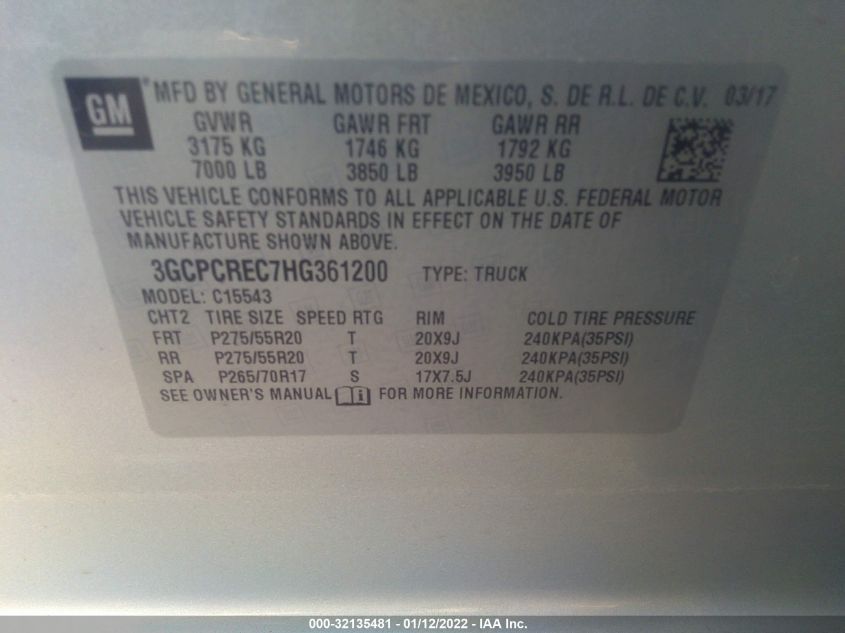 GM
*MFD BY GENERAL MOTORS DE MEXICO, S. DE R.L. DE C.V. 03/17
GVWR GAWR FRT GAWR RR
3175 KG 1746 KG 1792 KG
7000 LB 3850 LB 3950 LB
THIS VEHICLE CONFORMS TO ALL APPLICABLE U.S. FEDERAL MOTOR
VEHICLE SAFETY STANDARDS IN EFFECT ON THE DATE OF
MANUFACTURE SHOWN ABOVE.
3GCPCREC7HG361200 TYPE: TRUCK
MODEL: C15543
CHT2 TIRE SIZE SPEED RTG RIM COLD TIRE PRESSURE
FRT P275/55R20 T 20X9J 240KPA(35PSI)
RR P275/55R20 T 20X9J 240KPA(35PSI)
SPA P265/70R17 S 17X7.5J 240KPA(35PSI)
SEE OWNER'S MANUAL FOR MORE INFORMATION.
000-32135481 - 01/12/2022 - IAA Inc.